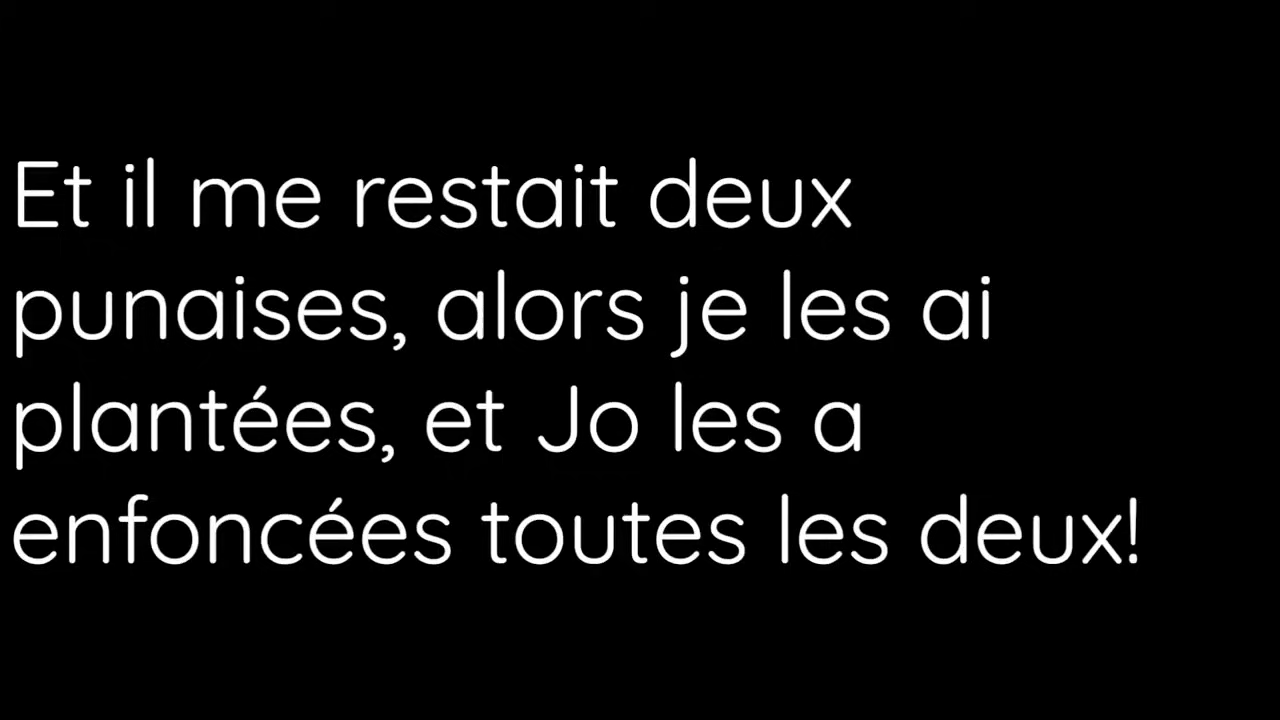 Et il me restait deux
punaises, alors je les ai
plantées, et Jo les a
enfoncées toutes les deux!